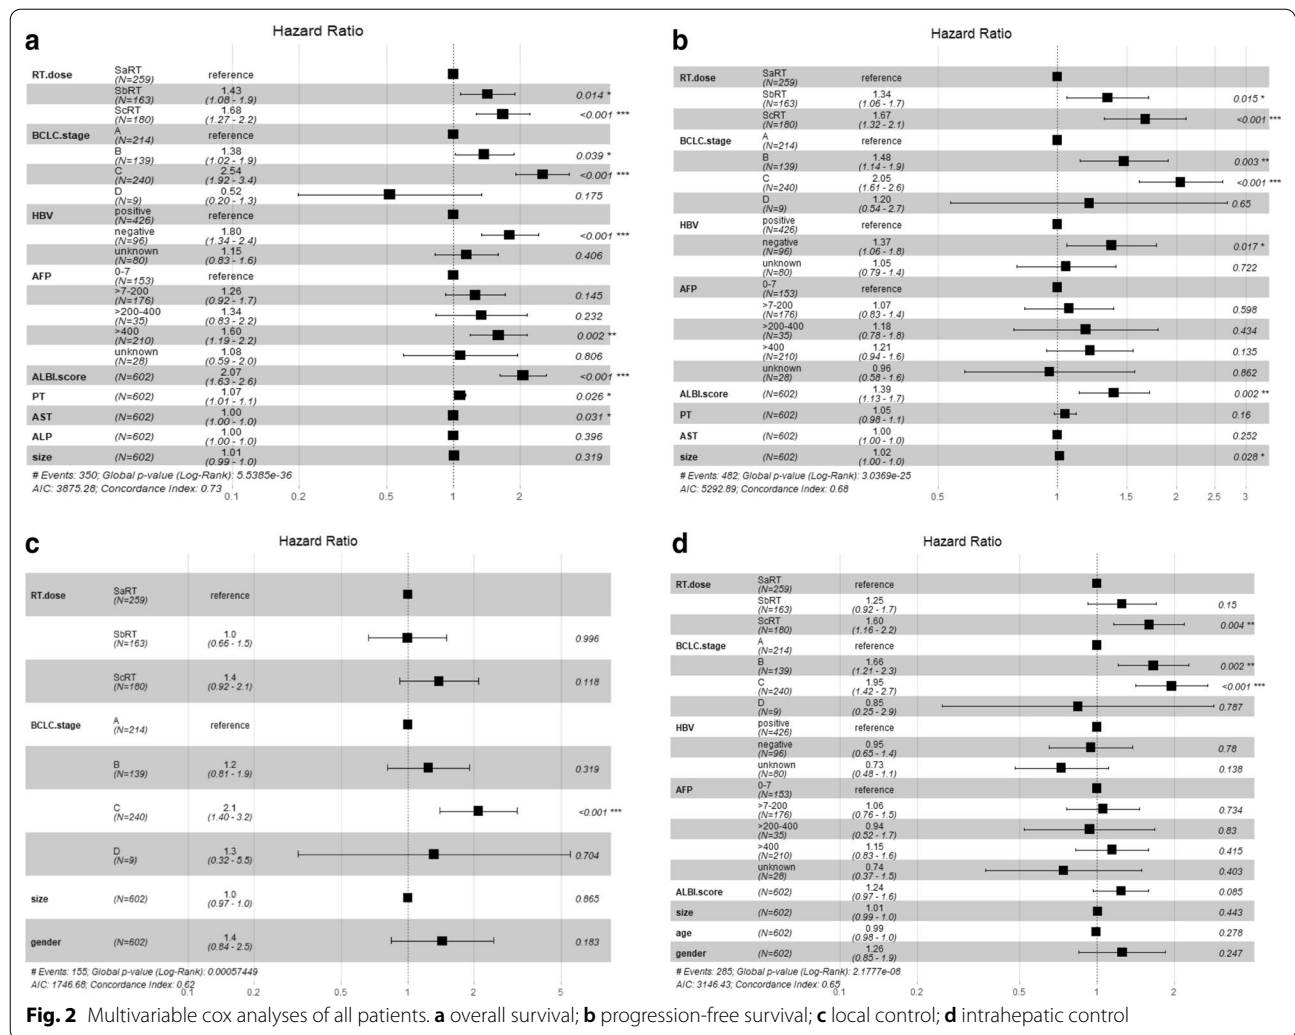 a
Hazard Ratio
RT.dose SaRT (N=259) reference
SbRT (N=163) 1.43 (1.08 - 1.9) 0.014 *
ScRT (N=180) 1.68 (1.27 - 2.2) <0.001 ***
BCLC.stage A (N=214) reference
B (N=139) 1.38 (1.02 - 1.9) 0.039 *
C (N=240) 2.54 (1.92 - 3.4) <0.001 ***
D (N=9) 0.52 (0.20 - 1.3) 0.175
HBV positive (N=426) reference
negative (N=96) 1.80 (1.34 - 2.4) <0.001 ***
unknown (N=80) 1.15 (0.83 - 1.6) 0.406
AFP 0-7 (N=153) reference
>7-200 (N=176) 1.26 (0.92 - 1.7) 0.145
>200-400 (N=35) 1.34 (0.83 - 2.2) 0.232
>400 (N=210) 1.60 (1.19 - 2.2) 0.002 **
unknown (N=28) 1.08 (0.59 - 2.0) 0.806
ALBI.score (N=602) 2.07 (1.63 - 2.6) <0.001 ***
PT (N=602) 1.07 (1.01 - 1.1) 0.026 *
AST (N=602) 1.00 (1.00 - 1.0) 0.031 *
ALP (N=602) 1.00 (1.00 - 1.0) 0.396
size (N=602) 1.01 (0.99 - 1.0) 0.319
# Events: 350; Global p-value (Log-Rank): 5.5385e-36
AIC: 3875.28; Concordance Index: 0.73
0.1 0.2 0.5 1 2
b
Hazard Ratio
RT.dose SaRT (N=259) reference
SbRT (N=163) 1.34 (1.06 - 1.7) 0.015 *
ScRT (N=180) 1.67 (1.32 - 2.1) <0.001 ***
BCLC.stage A (N=214) reference
B (N=139) 1.48 (1.14 - 1.9) 0.003 **
C (N=240) 2.05 (1.61 - 2.6) <0.001 ***
D (N=9) 1.20 (0.54 - 2.7) 0.65
HBV positive (N=426) reference
negative (N=96) 1.37 (1.06 - 1.8) 0.017 *
unknown (N=80) 1.05 (0.79 - 1.4) 0.722
AFP 0-7 (N=153) reference
>7-200 (N=176) 1.07 (0.83 - 1.4) 0.598
>200-400 (N=35) 1.18 (0.78 - 1.8) 0.434
>400 (N=210) 1.21 (0.94 - 1.6) 0.135
unknown (N=28) 0.96 (0.58 - 1.6) 0.862
ALBI.score (N=602) 1.39 (1.13 - 1.7) 0.002 **
PT (N=602) 1.05 (0.98 - 1.1) 0.16
AST (N=602) 1.00 (1.00 - 1.0) 0.252
size (N=602) 1.02 (1.00 - 1.0) 0.028 *
# Events: 482; Global p-value (Log-Rank): 3.0369e-25
AIC: 5292.89; Concordance Index: 0.68
0.5 1 1.5 2 2.5 3
c
Hazard Ratio
RT.dose SaRT (N=259) reference
SbRT (N=163) 1.0 (0.66 - 1.5) 0.996
ScRT (N=180) 1.4 (0.92 - 2.1) 0.118
BCLC.stage A (N=214) reference
B (N=139) 1.2 (0.81 - 1.9) 0.319
C (N=240) 2.1 (1.40 - 3.2) <0.001 ***
D (N=9) 1.3 (0.32 - 5.5) 0.704
size (N=602) 1.0 (0.97 - 1.0) 0.865
gender (N=602) 1.4 (0.84 - 2.5) 0.183
# Events: 155; Global p-value (Log-Rank): 0.00057449
AIC: 1746.68; Concordance Index: 0.62
0.1 0.2 0.5 1 2 5
d
Hazard Ratio
RT.dose SaRT (N=259) reference
SbRT (N=163) 1.25 (0.92 - 1.7) 0.15
ScRT (N=180) 1.60 (1.16 - 2.2) 0.004 **
BCLC.stage A (N=214) reference
B (N=139) 1.66 (1.21 - 2.3) 0.002 **
C (N=240) 1.95 (1.42 - 2.7) <0.001 ***
D (N=9) 0.85 (0.25 - 2.9) 0.787
HBV positive (N=426) reference
negative (N=96) 0.95 (0.65 - 1.4) 0.78
unknown (N=80) 0.73 (0.48 - 1.1) 0.138
AFP 0-7 (N=153) reference
>7-200 (N=176) 1.06 (0.76 - 1.5) 0.734
>200-400 (N=35) 0.94 (0.52 - 1.7) 0.83
>400 (N=210) 1.15 (0.83 - 1.6) 0.415
unknown (N=28) 0.74 (0.37 - 1.5) 0.403
ALBI.score (N=602) 1.24 (0.97 - 1.6) 0.085
size (N=602) 1.01 (0.99 - 1.0) 0.443
age (N=602) 0.99 (0.98 - 1.0) 0.278
gender (N=602) 1.26 (0.85 - 1.9) 0.247
# Events: 285; Global p-value (Log-Rank): 2.1777e-08
AIC: 3146.43; Concordance Index: 0.65
0.1 0.2 0.5 1 2
Fig. 2 Multivariable cox analyses of all patients. a overall survival; b progression-free survival; c local control; d intrahepatic control